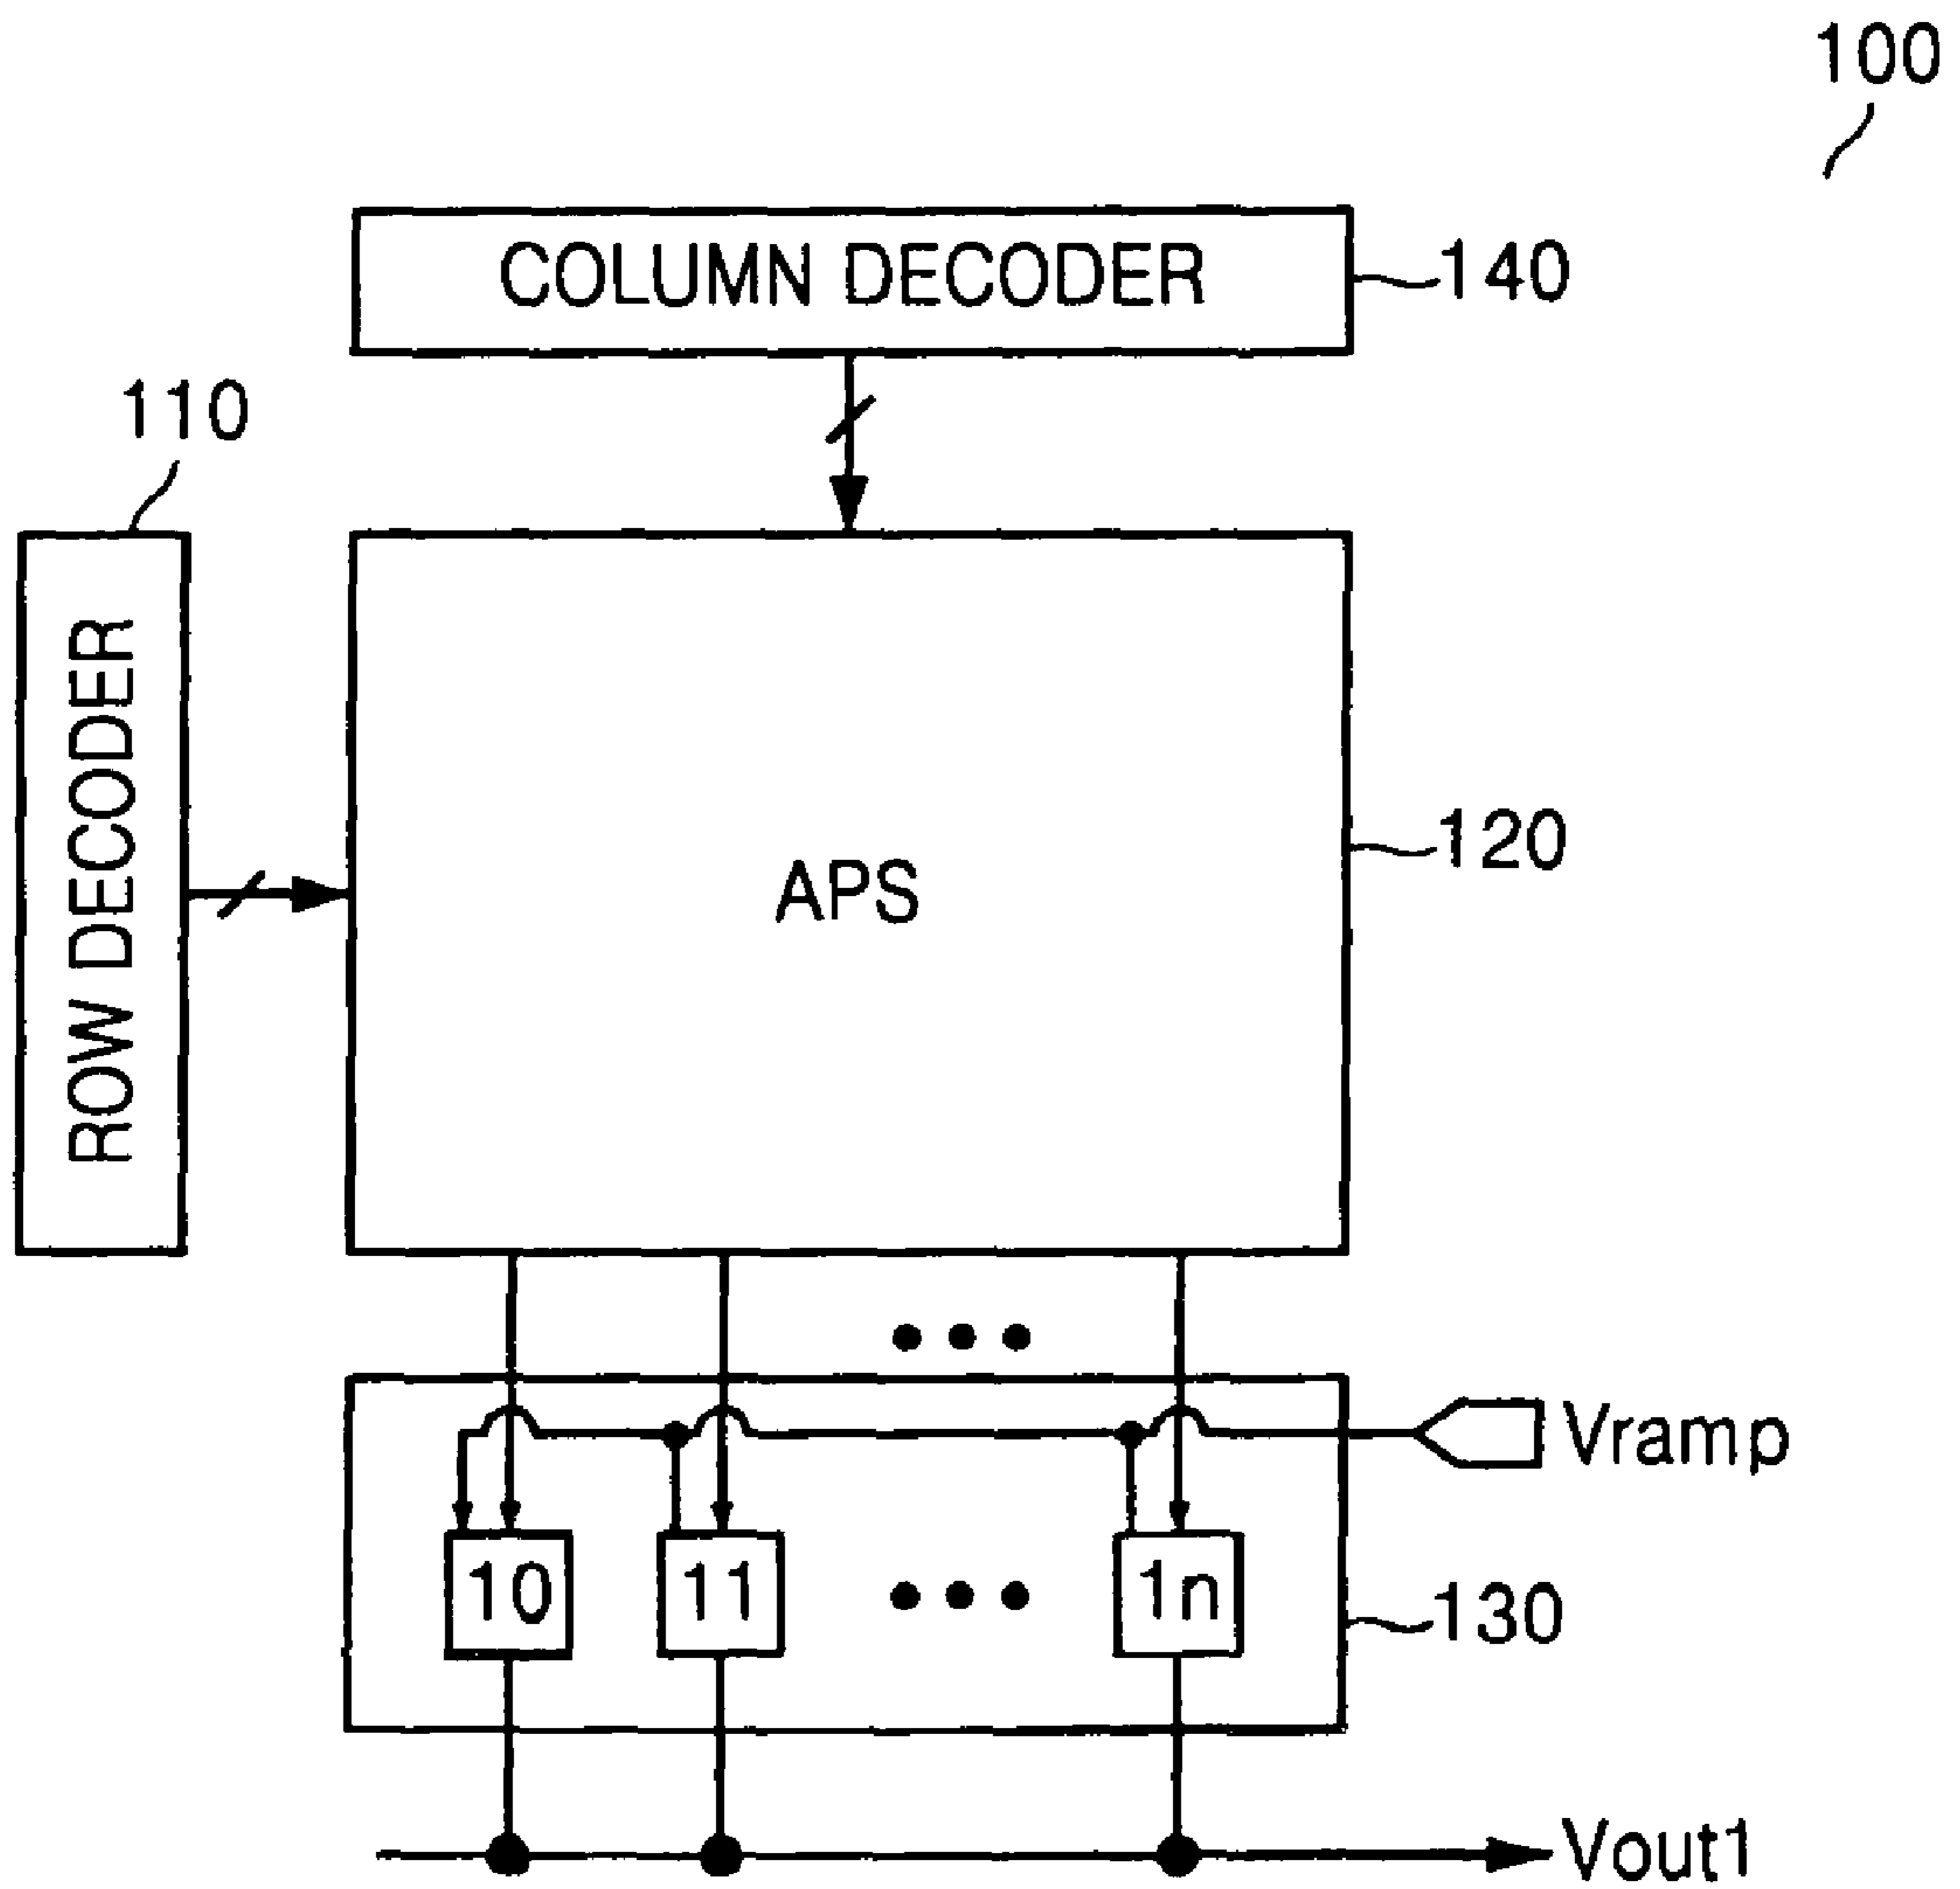 100
COLUMN DECODER
140
110
ROW DECODER
APS
120
Vramp
10
11
1n
130
Vout1